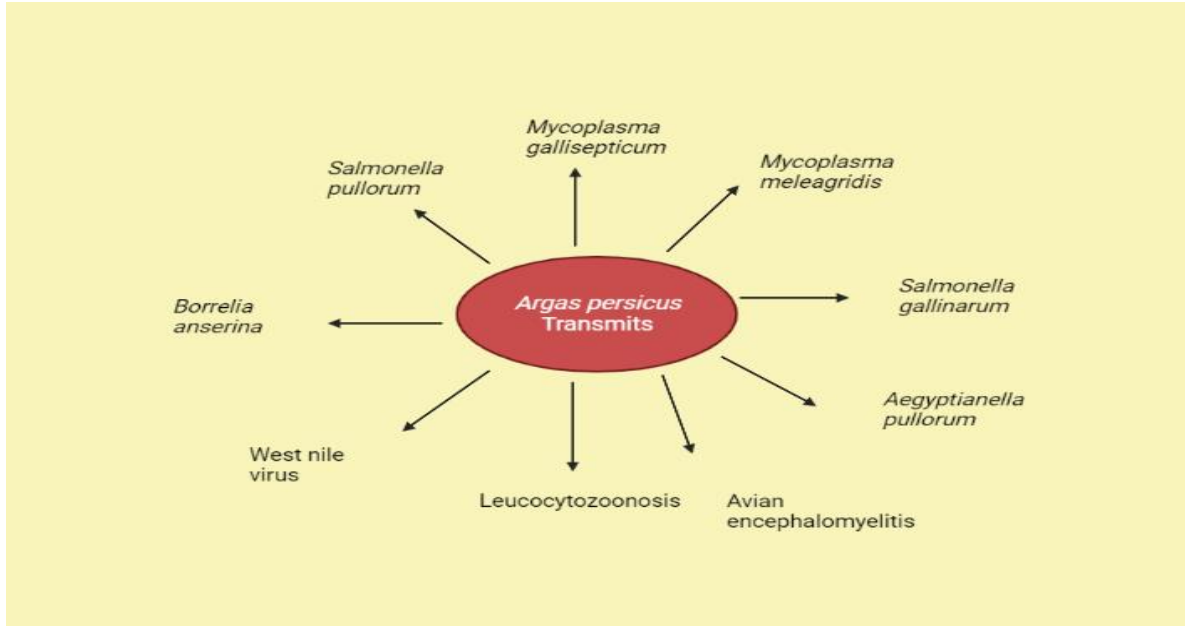 Mycoplasma
gallisepticum
Mycoplasma
meleagridis
Salmonella
pullorum
Salmonella
gallinarum
Argas persicus
Transmits
Borrelia
anserina
Aegyptianella
pullorum
West nile
virus
Leucocytozoonosis
Avian
encephalomyelitis